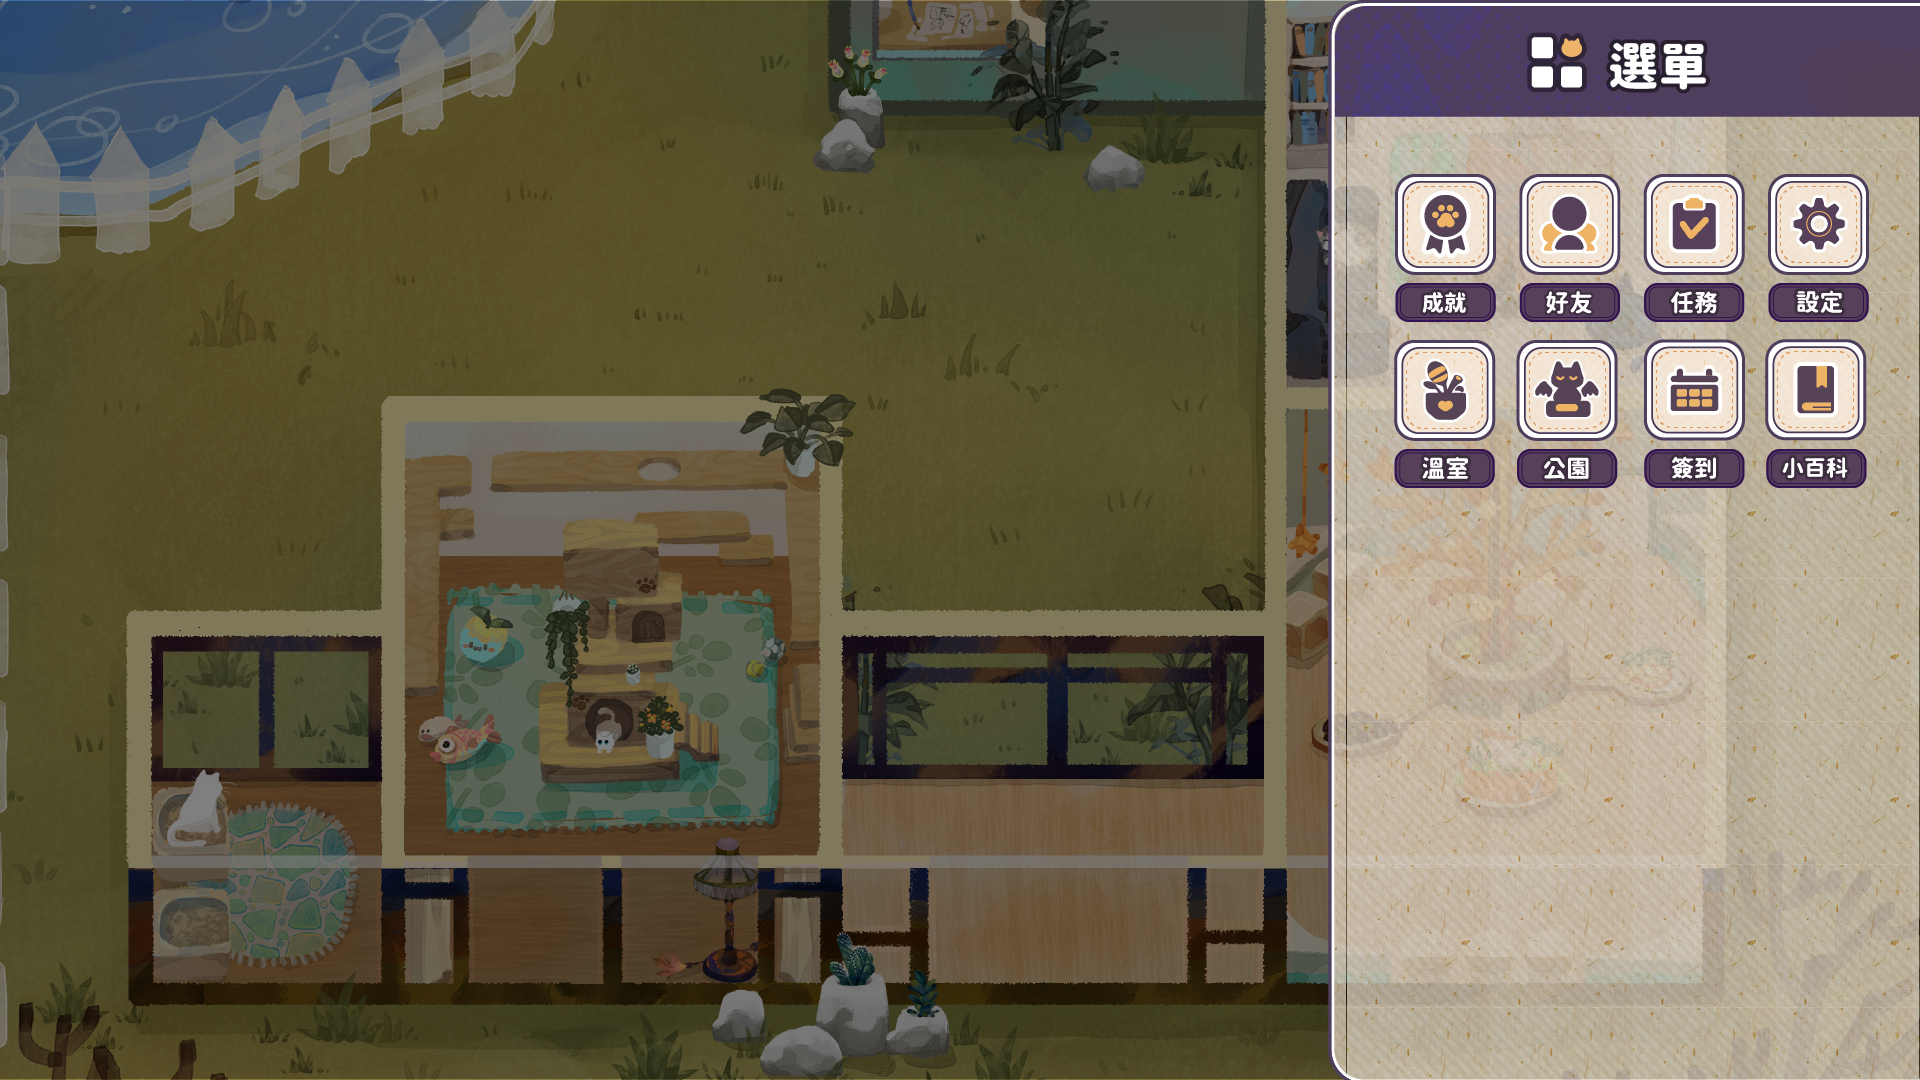 選單
成就
好友
任務
設定
溫室
公園
簽到
小百科